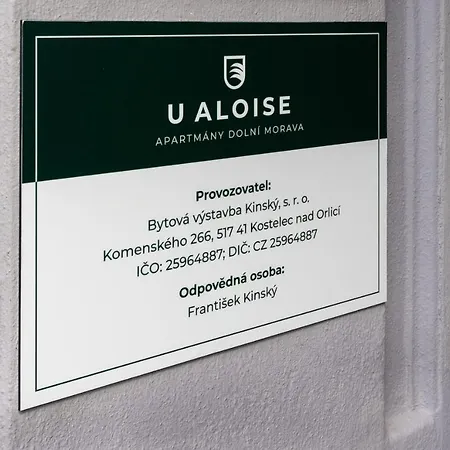 U ALOISE
APARTMÁNY DOLNÍ MORAVA
Provozovatel:
Bytová výstavba Kinský, s. r. o.
Komenského 266, 517 41 Kostelec nad Orlicí
IČO: 25964887; DIČ: CZ 25964887
Odpovědná osoba:
František Kinský